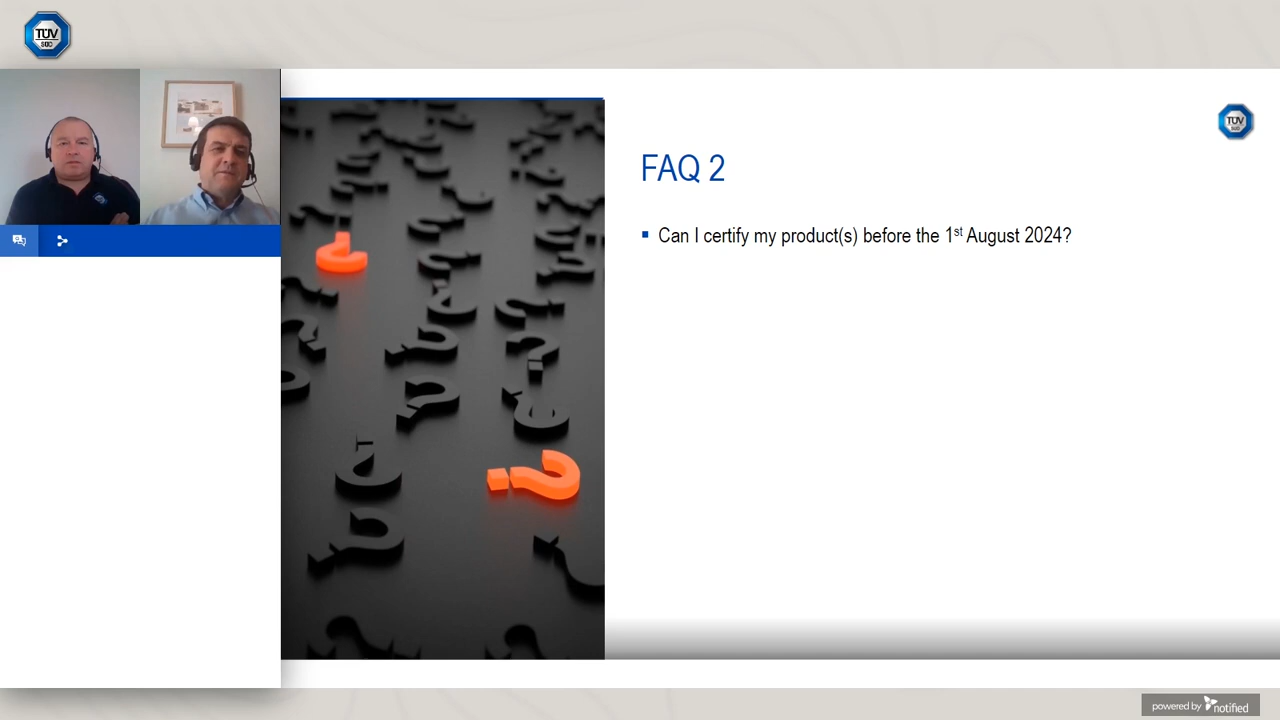 TÜV
SÜD
TÜV
SÜD
FAQ 2
Can I certify my product(s) before the 1st August 2024?
powered by notified